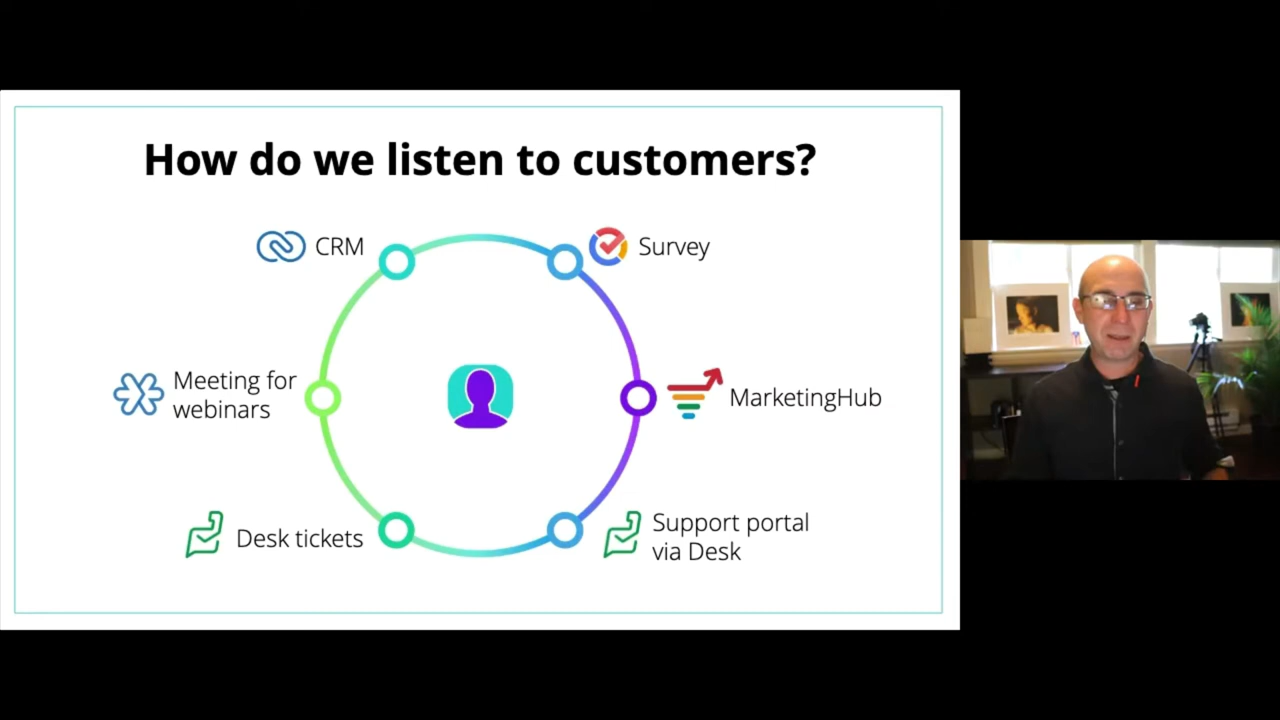 How do we listen to customers?
CRM
Survey
Meeting for
webinars
MarketingHub
Desk tickets
Support portal
via Desk